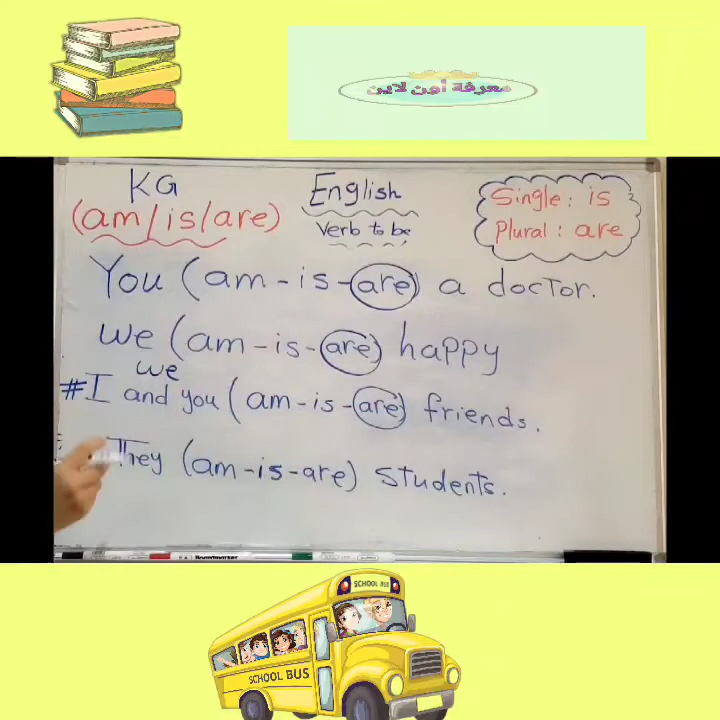 معرفة أون لاين
KG
(am/is/are)
English
Verb to be
Single: is
Plural: are
You (am-is-are) a doctor.
we (am-is-are) happy
we
#I and you (am-is-are) friends.
They (am-is-are) students.
SCHOOL BUS
SCHOOL BUS